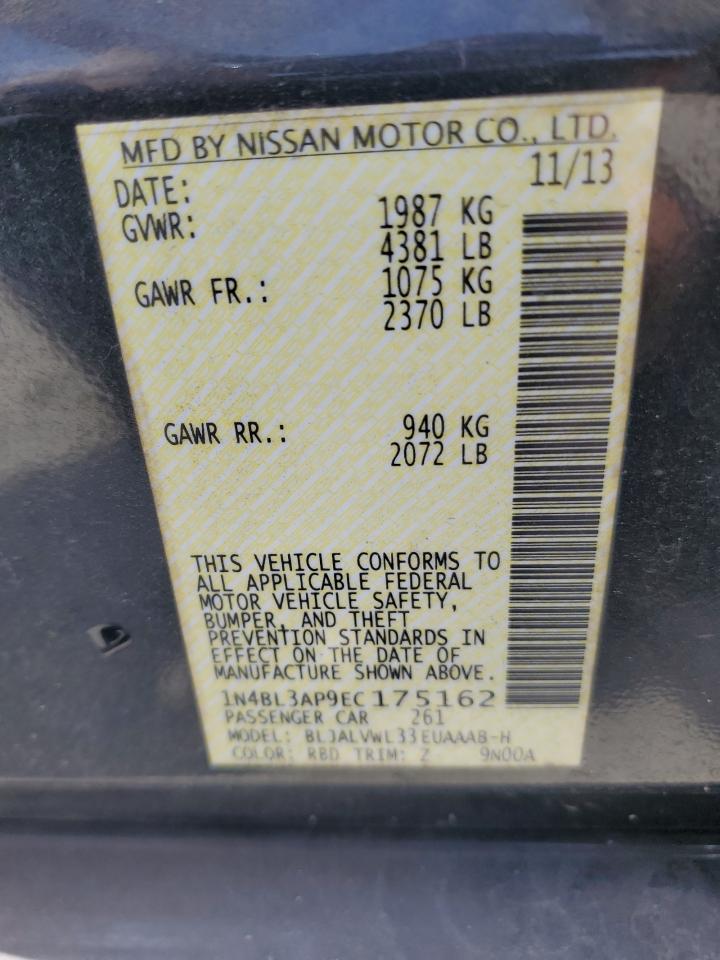 MFD BY NISSAN MOTOR CO., LTD.
DATE: 11/13
GVWR: 1987 KG
4381 LB
GAWR FR.: 1075 KG
2370 LB
GAWR RR.: 940 KG
2072 LB
THIS VEHICLE CONFORMS TO
ALL APPLICABLE FEDERAL
MOTOR VEHICLE SAFETY,
BUMPER, AND THEFT
PREVENTION STANDARDS IN
EFFECT ON THE DATE OF
MANUFACTURE SHOWN ABOVE.
1N4BL3AP9EC175162
PASSENGER CAR 261
MODEL: BLJALVWL33EUAAAB-H
COLOR: RBD TRIM: Z 9N00A